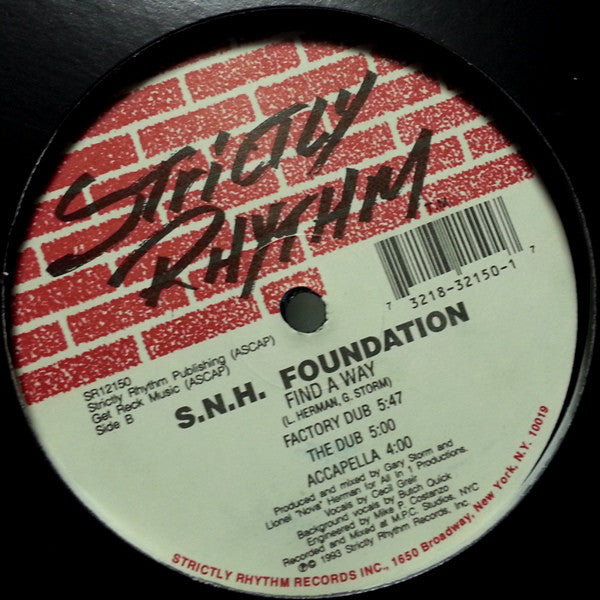 STRICTLY
RHYTHM
7 3218-32150-1 7
SR12150
Strictly Rhythm Publishing (ASCAP)
Get Reck Music (ASCAP)
Side B
S.N.H. FOUNDATION
FIND A WAY
(L. HERMAN, G. STORM)
FACTORY DUB 5:47
THE DUB 5:00
ACCAPELLA 4:00
Produced and mixed by Gary Storm and
Lionel "Nova" Herman for All In 1 Productions.
Vocals by Cecil Grier
Background vocals by Butch Quick
Engineered by Mike P. Costanzo
Recorded and Mixed at M.P.C. Studios, NYC
℗© 1993 Strictly Rhythm Records, Inc
STRICTLY RHYTHM RECORDS INC., 1650 Broadway, New York, N.Y. 10019